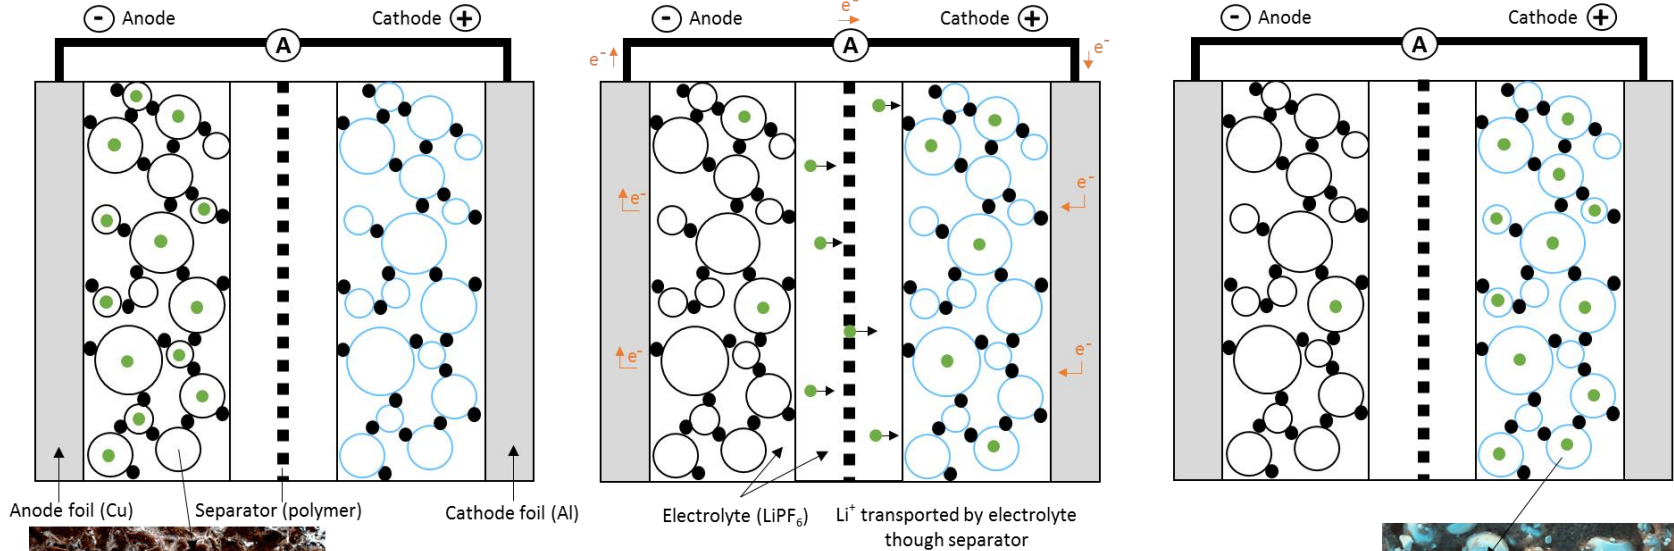 - Anode Cathode +
A
Anode foil (Cu) Separator (polymer) Cathode foil (Al)
- Anode e- Cathode +
A
e- e-
e- e-
e- e-
Electrolyte (LiPF6) Li+ transported by electrolyte
though separator
- Anode Cathode +
A